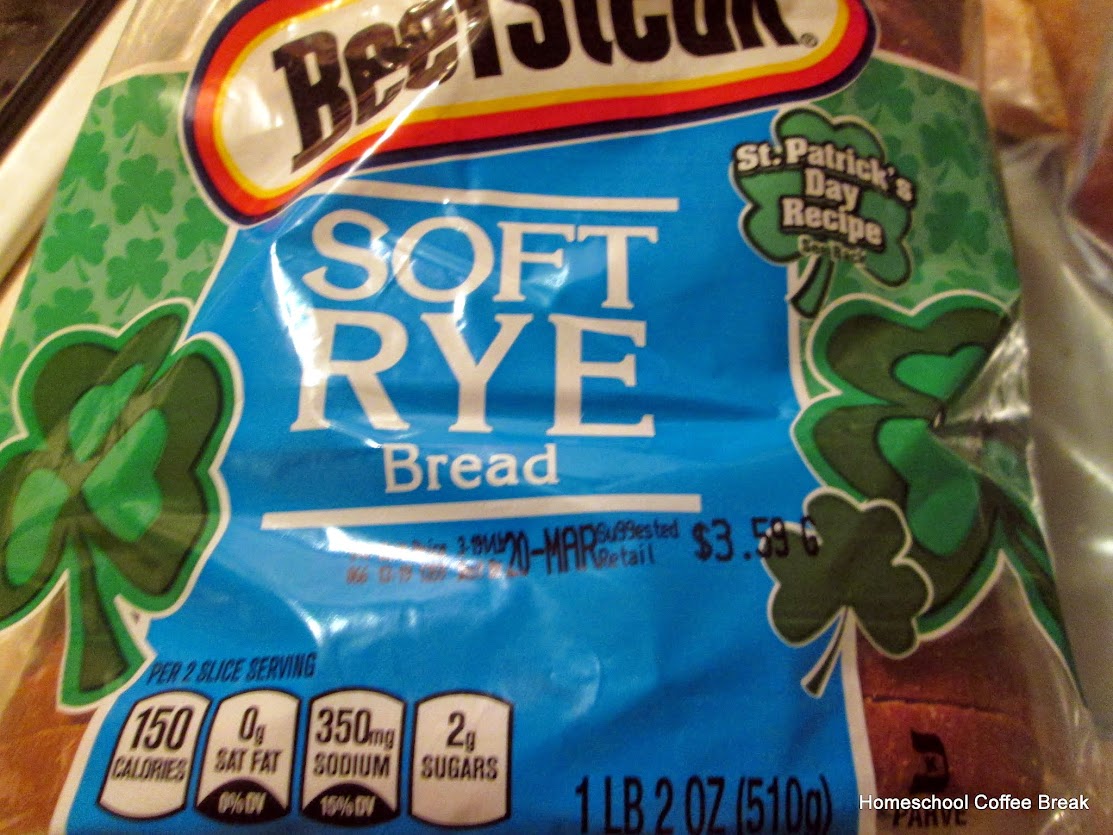 BeefSteak®
St. Patrick's
Day
Recipe
See Back
SOFT
RYE
Bread
20-MAR Suggested
Retail
$3.59 G
PER 2 SLICE SERVING
150
CALORIES
0g
SAT FAT
0% DV
350mg
SODIUM
15% DV
2g
SUGARS
1 LB 2 OZ (510g)
PARVE
Homeschool Coffee Break